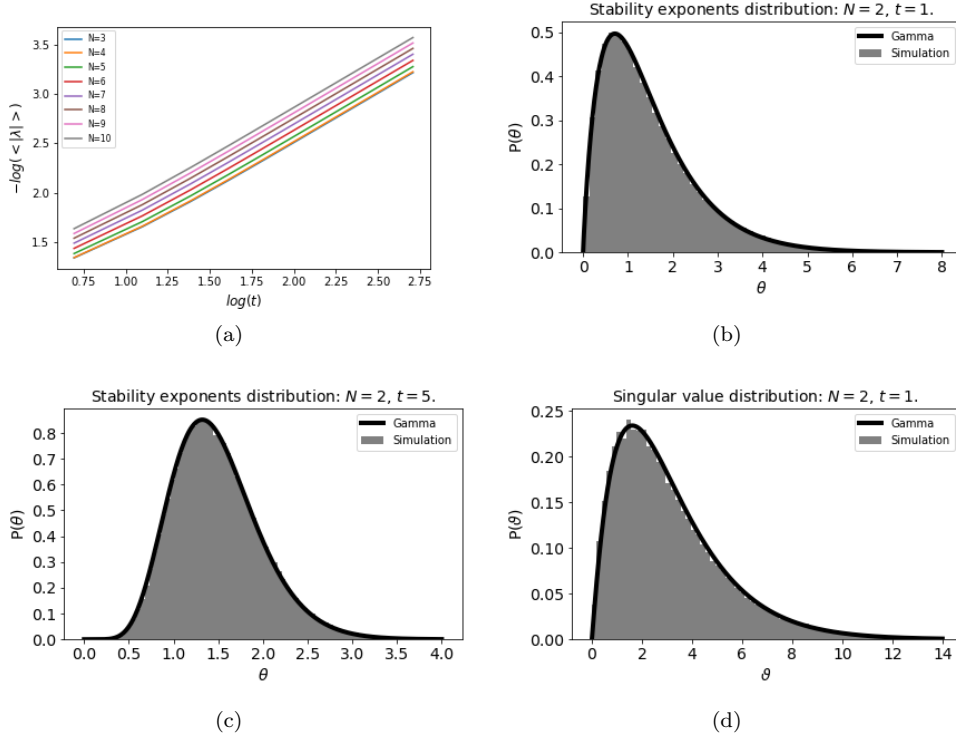 3.5
3.0
2.5
2.0
1.5
−log( < |λ| > )
N=3
N=4
N=5
N=6
N=7
N=8
N=9
N=10
0.75 1.00 1.25 1.50 1.75 2.00 2.25 2.50 2.75
log(t)
(a)
Stability exponents distribution: N = 2, t = 1.
0.5
0.4
0.3
0.2
0.1
0.0
P(θ)
Gamma
Simulation
0 1 2 3 4 5 6 7 8
θ
(b)
Stability exponents distribution: N = 2, t = 5.
0.8
0.7
0.6
0.5
0.4
0.3
0.2
0.1
0.0
P(θ)
Gamma
Simulation
0.0 0.5 1.0 1.5 2.0 2.5 3.0 3.5 4.0
θ
(c)
Singular value distribution: N = 2, t = 1.
0.25
0.20
0.15
0.10
0.05
0.00
P(ϑ)
Gamma
Simulation
0 2 4 6 8 10 12 14
ϑ
(d)